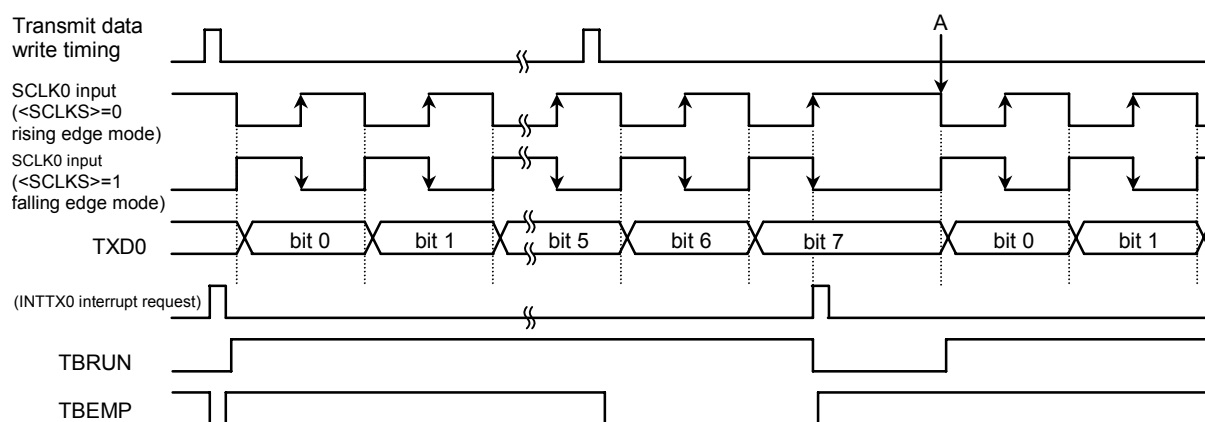 Transmit data
write timing
A
SCLK0 input
(<SCLKS>=0
rising edge mode)
SCLK0 input
(<SCLKS>=1
falling edge mode)
TXD0
bit 0
bit 1
bit 5
bit 6
bit 7
bit 0
bit 1
(INTTX0 interrupt request)
TBRUN
TBEMP